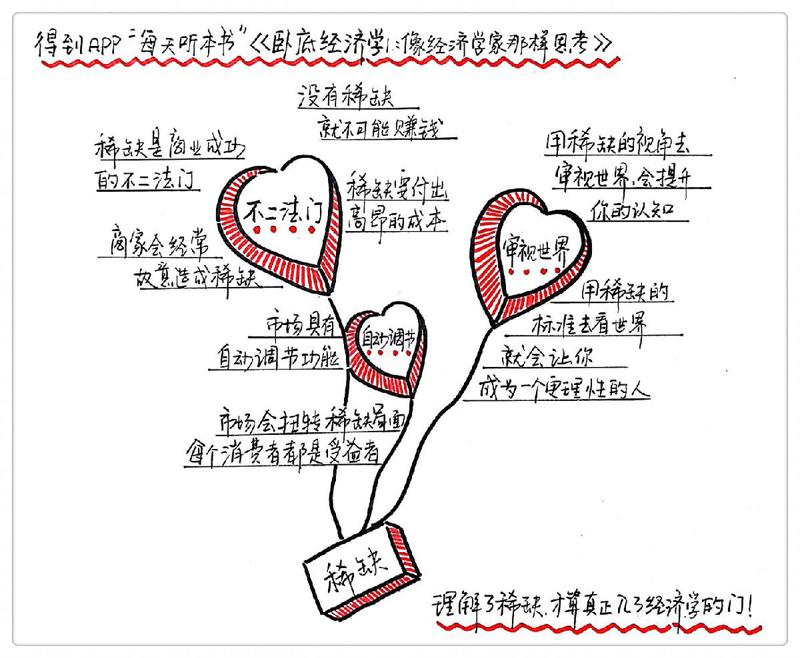 得到APP“每天听本书”《卧底经济学1:像经济学家那样思考》
没有稀缺
就不可能赚钱
稀缺是商业成功
的不二法门
不二法门
稀缺要付出
高昂的成本
商家会经常
故意造成稀缺
用稀缺的视角去
审视世界,会提升
你的认知
审视世界
用稀缺的
标准去看世界
就会让你
成为一个更理性的人
市场具有
自动调节功能
自动调节
市场会扭转稀缺局面
每个消费者都是受益者
稀缺
理解了稀缺,才算真正入了经济学的门!